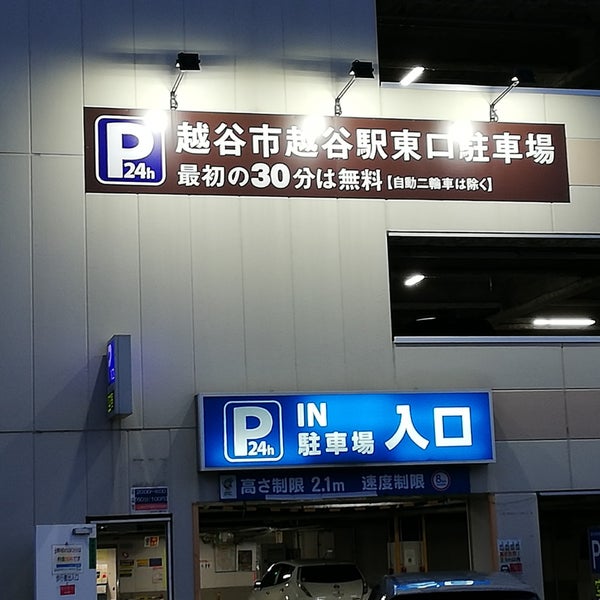 P 越谷市越谷駅東口駐車場
24h 最初の30分は無料【自動二輪車は除く】
P IN 入口
24h 駐車場
高さ制限 2.1m 速度制限
P